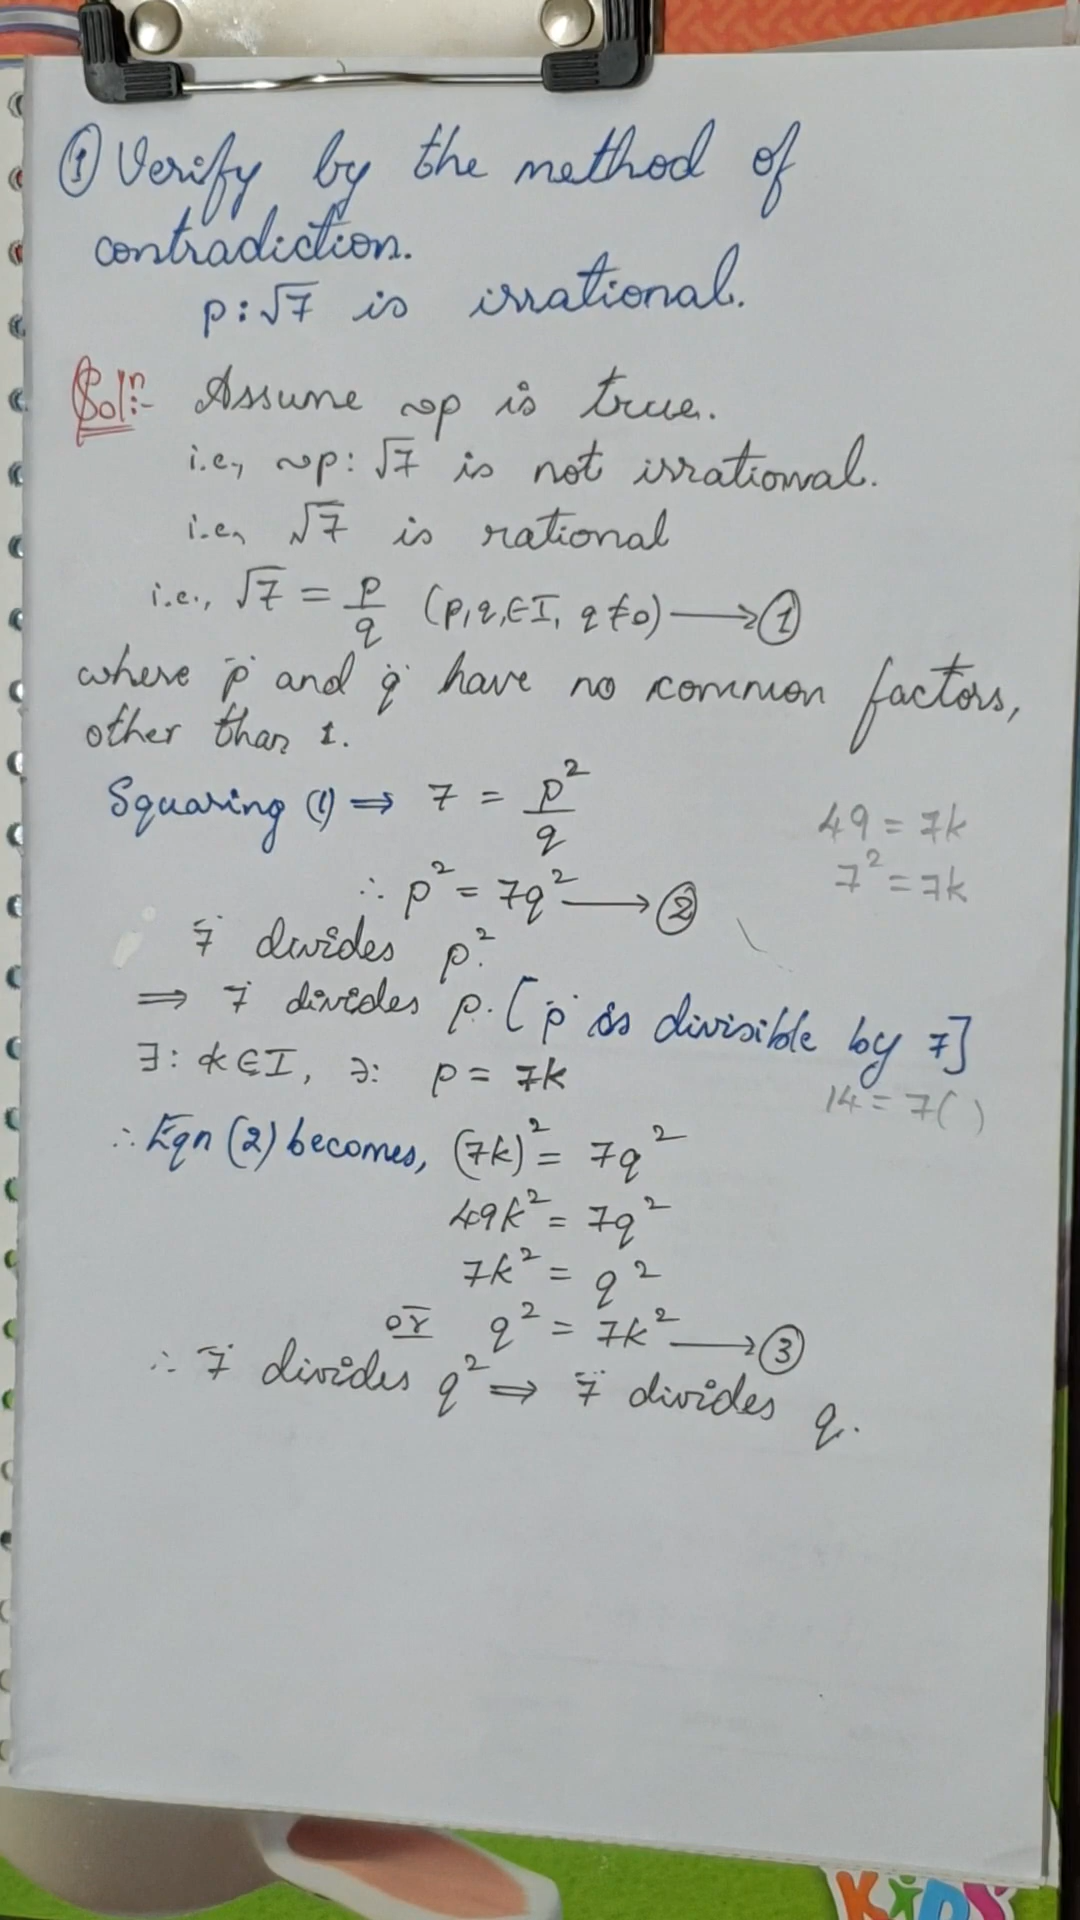 ① Verify by the method of
contradiction.
p: √7 is irrational.
Solⁿ:- Assume ~p is true.
i.e., ~p: √7 is not irrational.
i.e., √7 is rational
i.e., √7 = p/q (p,q,∈I, q≠0) ⟶ ①
where 'p' and 'q' have no common factors,
other than 1.
Squaring (1) ⇒ 7 = p²/q
∴ p² = 7q² ⟶ ②
49 = 7k
7² = 7k
'7' divides p².
⇒ 7 divides p. ['p' is divisible by 7]
∃: k∈I, ∋: p = 7k
14 = 7( )
∴ Eqn (2) becomes, (7k)² = 7q²
49k² = 7q²
7k² = q²
or q² = 7k² ⟶ ③
∴ '7' divides q² ⇒ '7' divides q.
KiDS